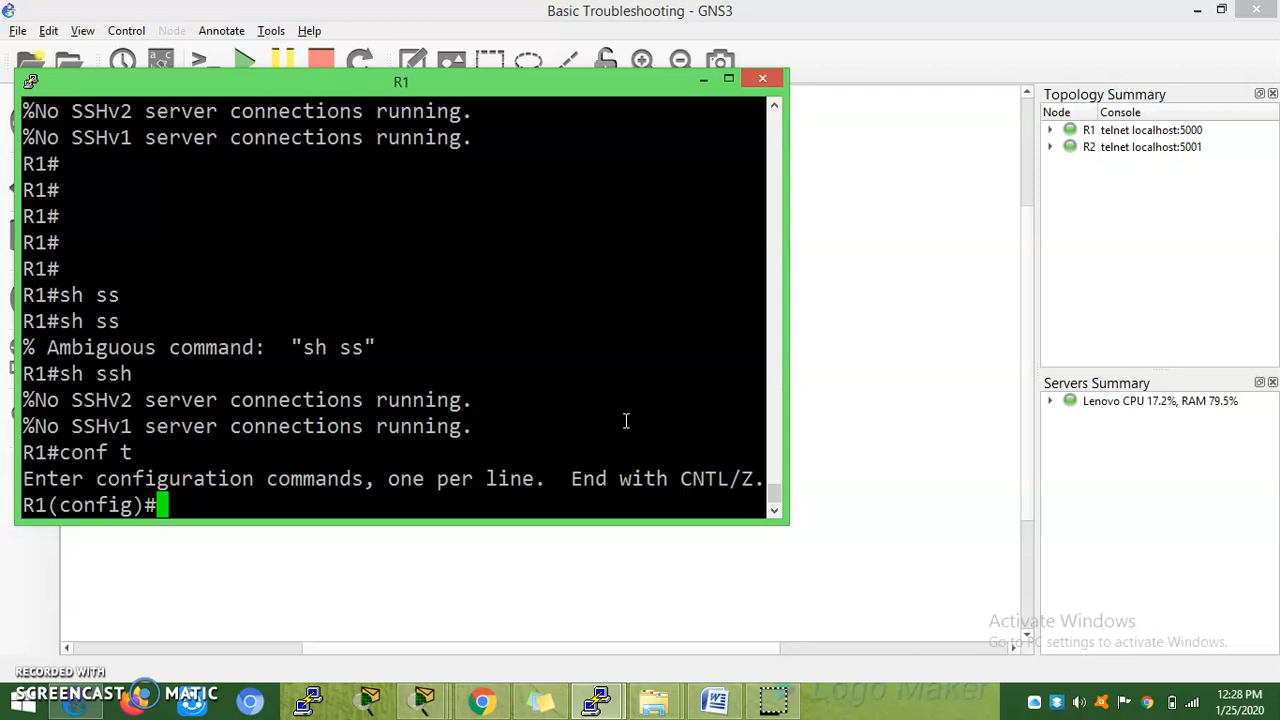 Basic Troubleshooting - GNS3
File Edit View Control Node Annotate Tools Help
R1
%No SSHv2 server connections running.
%No SSHv1 server connections running.
R1#
R1#
R1#
R1#
R1#
R1#sh ss
R1#sh ss
% Ambiguous command:  "sh ss"
R1#sh ssh
%No SSHv2 server connections running.
%No SSHv1 server connections running.
R1#conf t
Enter configuration commands, one per line.  End with CNTL/Z.
R1(config)#
Topology Summary
Node Console
R1 telnet localhost:5000
R2 telnet localhost:5001
Servers Summary
Lenovo CPU 17.2%, RAM 79.5%
Activate Windows
Go to PC settings to activate Windows.
RECORDED WITH
SCREENCAST MATIC
Logo Maker
12:28 PM
1/25/2020